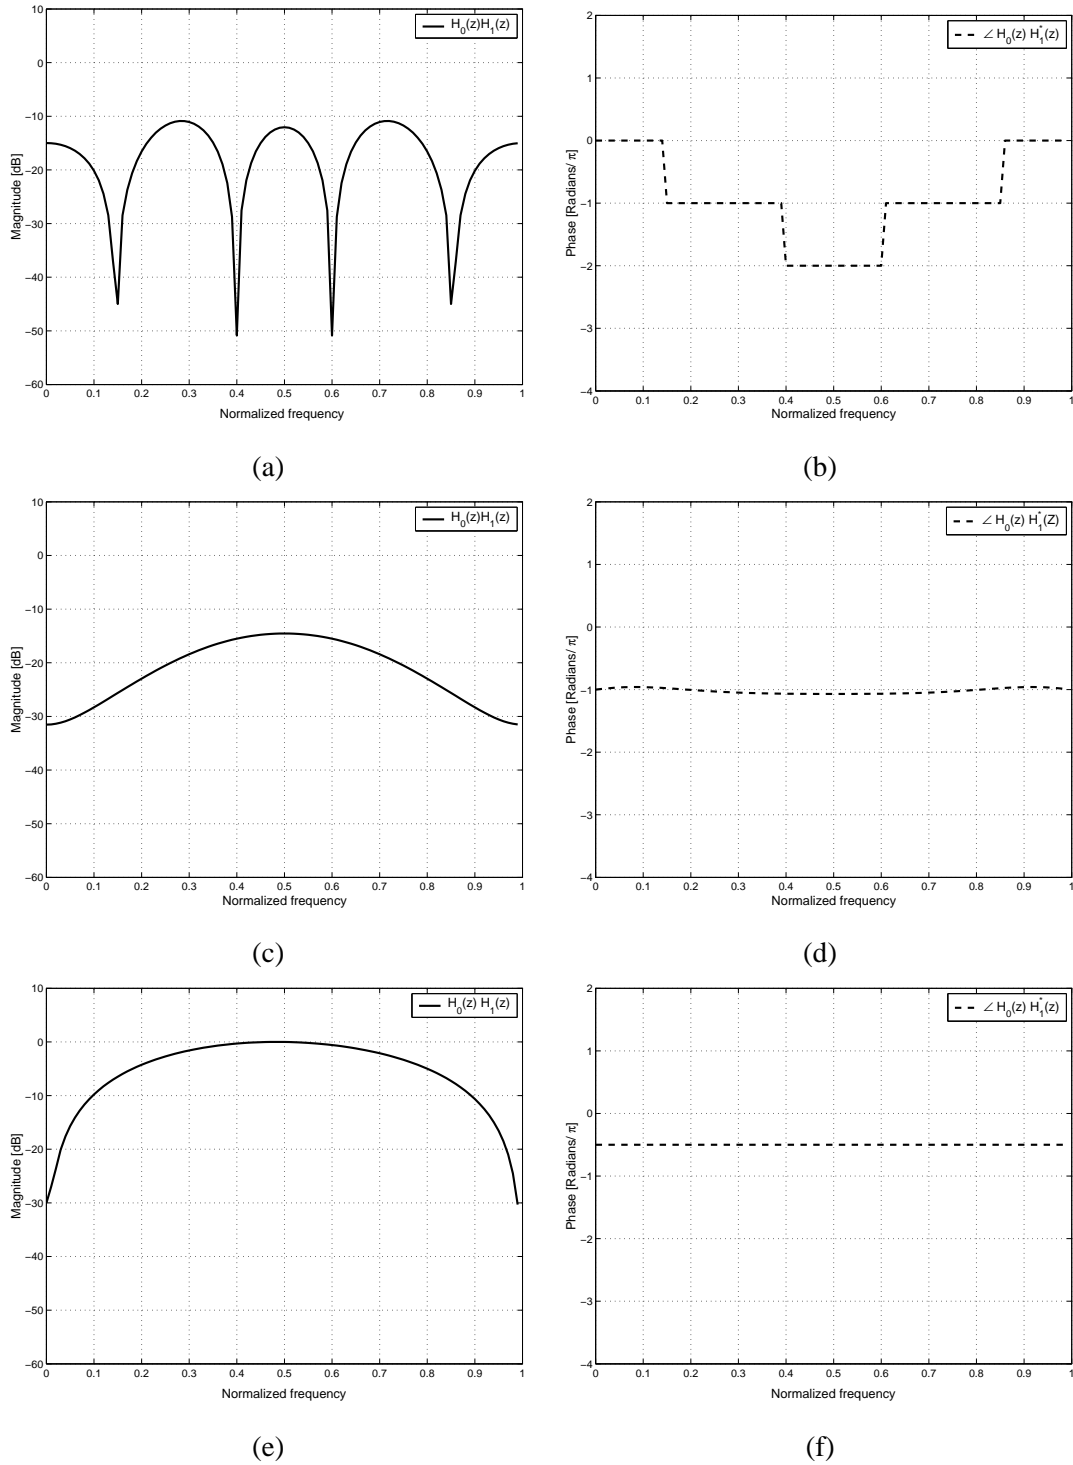 H0(z)H1(z)
10
0
−10
−20
−30
−40
−50
−60
Magnitude [dB]
0 0.1 0.2 0.3 0.4 0.5 0.6 0.7 0.8 0.9 1
Normalized frequency
(a)
∠ H0(z) H1*(z)
2
1
0
−1
−2
−3
−4
Phase [Radians/ π]
0 0.1 0.2 0.3 0.4 0.5 0.6 0.7 0.8 0.9 1
Normalized frequency
(b)
H0(z)H1(z)
10
0
−10
−20
−30
−40
−50
−60
Magnitude [dB]
0 0.1 0.2 0.3 0.4 0.5 0.6 0.7 0.8 0.9 1
Normalized frequency
(c)
∠ H0(z) H1*(Z)
2
1
0
−1
−2
−3
−4
Phase [Radians/ π]
0 0.1 0.2 0.3 0.4 0.5 0.6 0.7 0.8 0.9 1
Normalized frequency
(d)
H0(z) H1(z)
10
0
−10
−20
−30
−40
−50
−60
Magnitude [dB]
0 0.1 0.2 0.3 0.4 0.5 0.6 0.7 0.8 0.9 1
Normalized frequency
(e)
∠ H0(z) H1*(z)
2
1
0
−1
−2
−3
−4
Phase [Radians/ π]
0 0.1 0.2 0.3 0.4 0.5 0.6 0.7 0.8 0.9 1
Normalized frequency
(f)